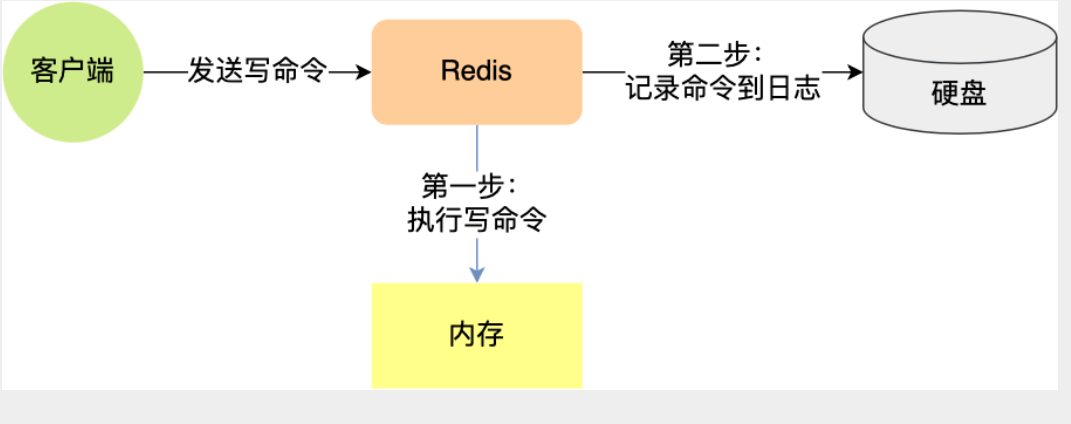 客户端
发送写命令
Redis
第二步：
记录命令到日志
硬盘
第一步：
执行写命令
内存